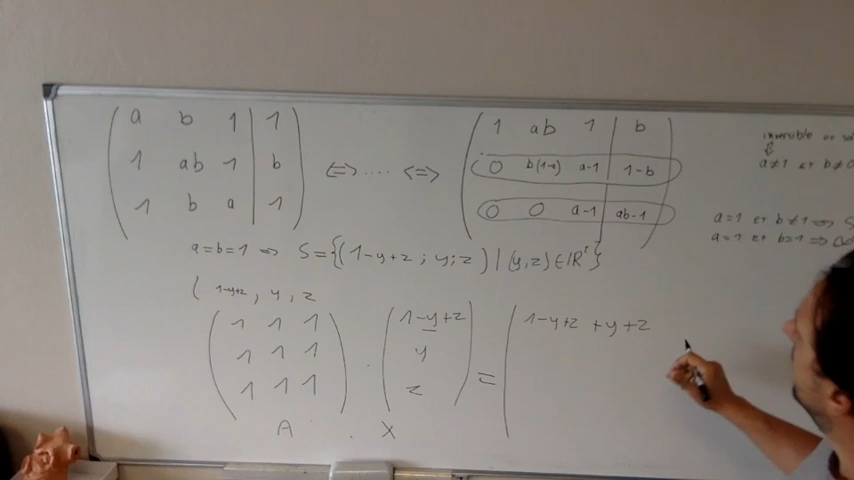 a b 1 | 1
1 ab 1 | b
1 b a | 1
<=> .... <=>
1 ab 1 | b
0 b(1-a) a-1 | 1-b
0 0 a-1 | ab-1
inversible
a≠1 et b≠0
a=1 et b≠1 => S
a=1 et b=1 =>
a=b=1 => S={(1-y+z ; y; z) | (y,z) ∈ IR²}
( 1-y+z, y, z
1 1 1
1 1 1
1 1 1
.
1-y+z
y
z
=
1-y+z +y+z
A . X